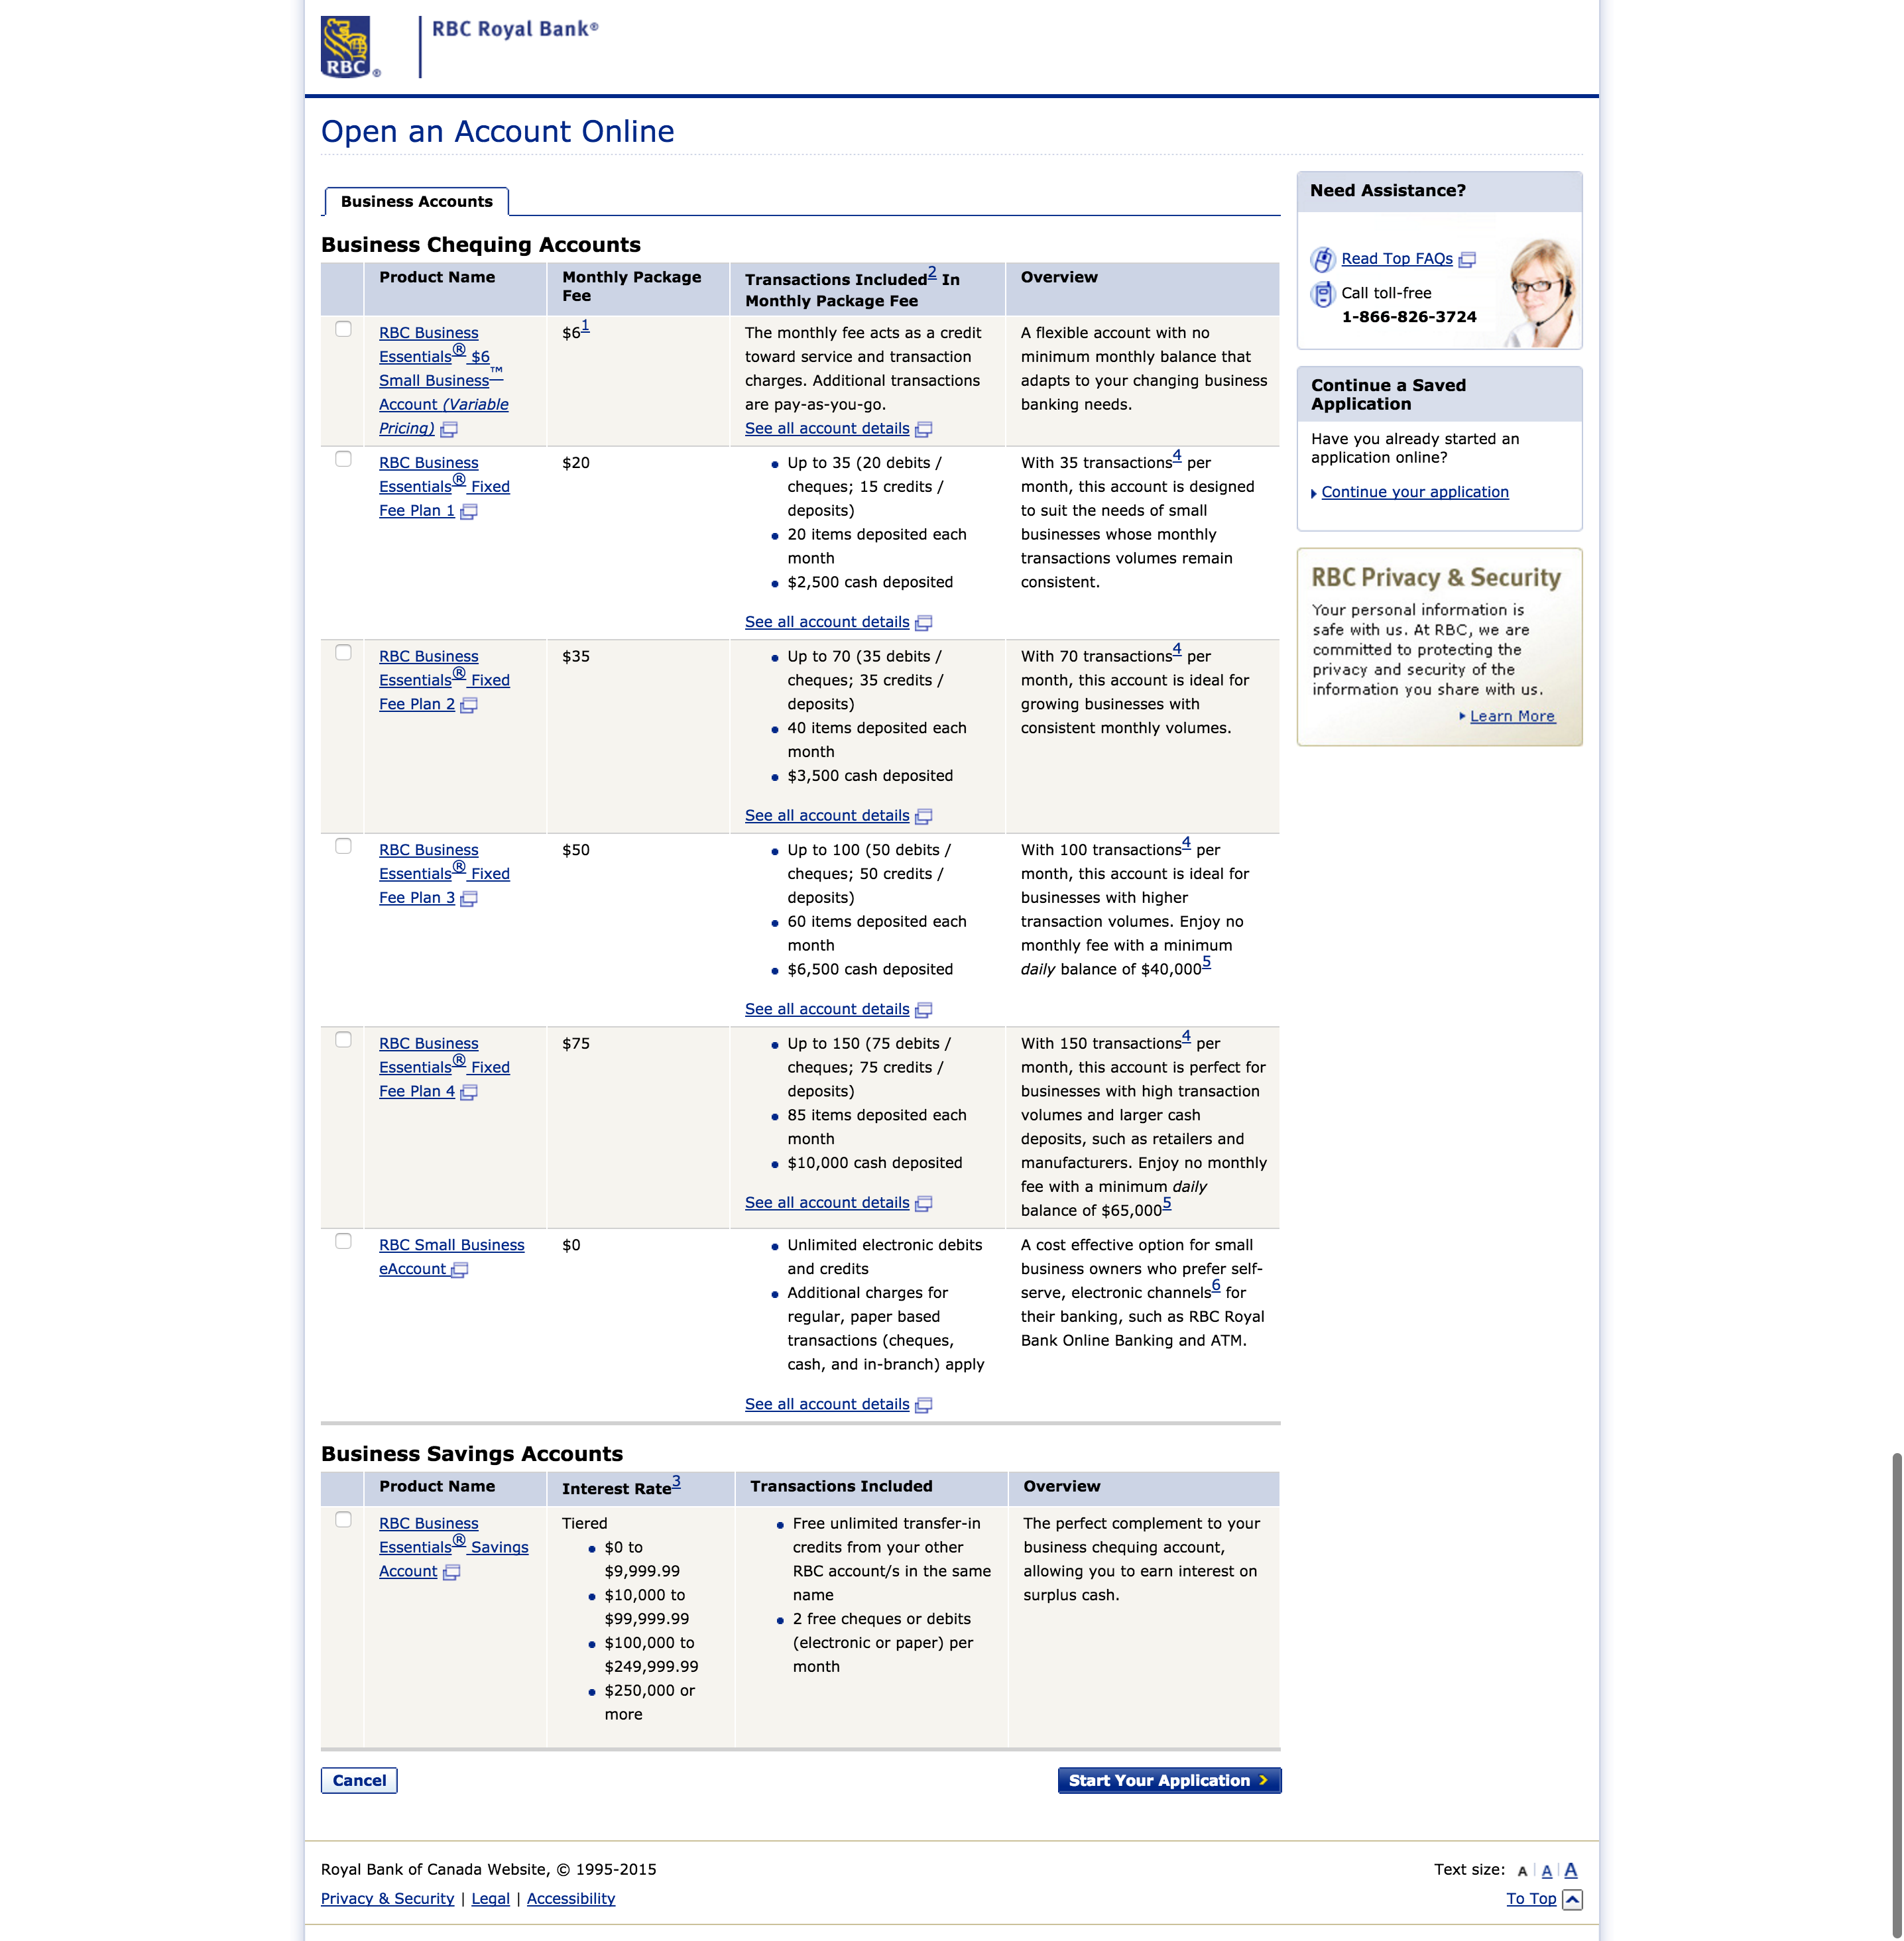 RBC ®
RBC Royal Bank®
Open an Account Online
Business Accounts
Business Chequing Accounts
Product Name
Monthly Package
Fee
Transactions Included2 In
Monthly Package Fee
Overview
RBC Business
Essentials® $6
Small Business™
Account (Variable
Pricing)
$61
The monthly fee acts as a credit
toward service and transaction
charges. Additional transactions
are pay-as-you-go.
See all account details
A flexible account with no
minimum monthly balance that
adapts to your changing business
banking needs.
RBC Business
Essentials® Fixed
Fee Plan 1
$20
• Up to 35 (20 debits /
cheques; 15 credits /
deposits)
• 20 items deposited each
month
• $2,500 cash deposited
See all account details
With 35 transactions4 per
month, this account is designed
to suit the needs of small
businesses whose monthly
transactions volumes remain
consistent.
RBC Business
Essentials® Fixed
Fee Plan 2
$35
• Up to 70 (35 debits /
cheques; 35 credits /
deposits)
• 40 items deposited each
month
• $3,500 cash deposited
See all account details
With 70 transactions4 per
month, this account is ideal for
growing businesses with
consistent monthly volumes.
RBC Business
Essentials® Fixed
Fee Plan 3
$50
• Up to 100 (50 debits /
cheques; 50 credits /
deposits)
• 60 items deposited each
month
• $6,500 cash deposited
See all account details
With 100 transactions4 per
month, this account is ideal for
businesses with higher
transaction volumes. Enjoy no
monthly fee with a minimum
daily balance of $40,0005
RBC Business
Essentials® Fixed
Fee Plan 4
$75
• Up to 150 (75 debits /
cheques; 75 credits /
deposits)
• 85 items deposited each
month
• $10,000 cash deposited
See all account details
With 150 transactions4 per
month, this account is perfect for
businesses with high transaction
volumes and larger cash
deposits, such as retailers and
manufacturers. Enjoy no monthly
fee with a minimum daily
balance of $65,0005
RBC Small Business
eAccount
$0
• Unlimited electronic debits
and credits
• Additional charges for
regular, paper based
transactions (cheques,
cash, and in-branch) apply
See all account details
A cost effective option for small
business owners who prefer self-
serve, electronic channels6 for
their banking, such as RBC Royal
Bank Online Banking and ATM.
Business Savings Accounts
Product Name
Interest Rate3
Transactions Included
Overview
RBC Business
Essentials® Savings
Account
Tiered
• $0 to
$9,999.99
• $10,000 to
$99,999.99
• $100,000 to
$249,999.99
• $250,000 or
more
• Free unlimited transfer-in
credits from your other
RBC account/s in the same
name
• 2 free cheques or debits
(electronic or paper) per
month
The perfect complement to your
business chequing account,
allowing you to earn interest on
surplus cash.
Cancel
Start Your Application
Need Assistance?
Read Top FAQs
Call toll-free
1-866-826-3724
Continue a Saved
Application
Have you already started an
application online?
Continue your application
RBC Privacy & Security
Your personal information is
safe with us. At RBC, we are
committed to protecting the
privacy and security of the
information you share with us.
Learn More
Royal Bank of Canada Website, © 1995-2015
Privacy & Security | Legal | Accessibility
Text size: A | A | A
To Top